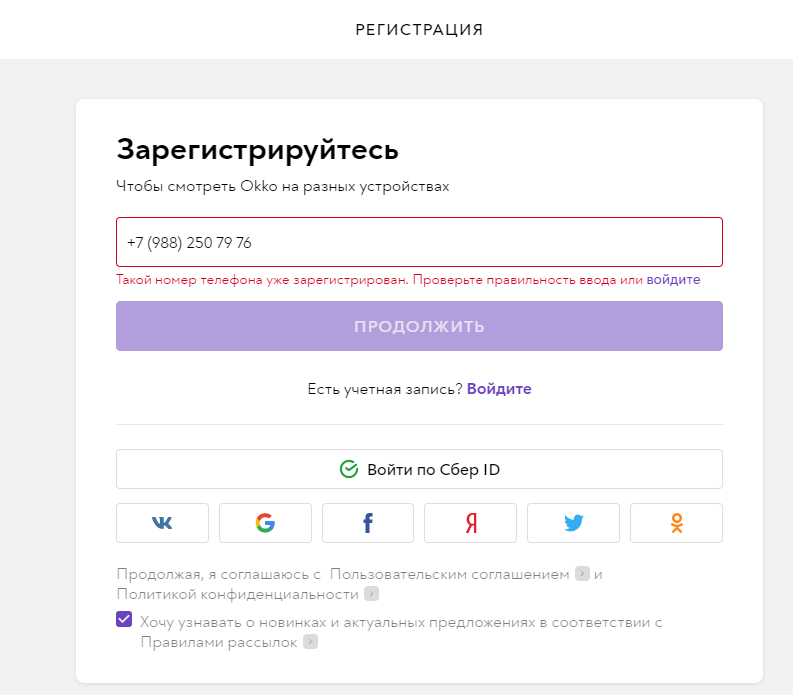 РЕГИСТРАЦИЯ
Зарегистрируйтесь
Чтобы смотреть Okko на разных устройствах
+7 (988) 250 79 76
Такой номер телефона уже зарегистрирован. Проверьте правильность ввода или войдите
ПРОДОЛЖИТЬ
Есть учетная запись? Войдите
Войти по Сбер ID
Продолжая, я соглашаюсь с Пользовательским соглашением и
Политикой конфиденциальности
Хочу узнавать о новинках и актуальных предложениях в соответствии с
Правилами рассылок